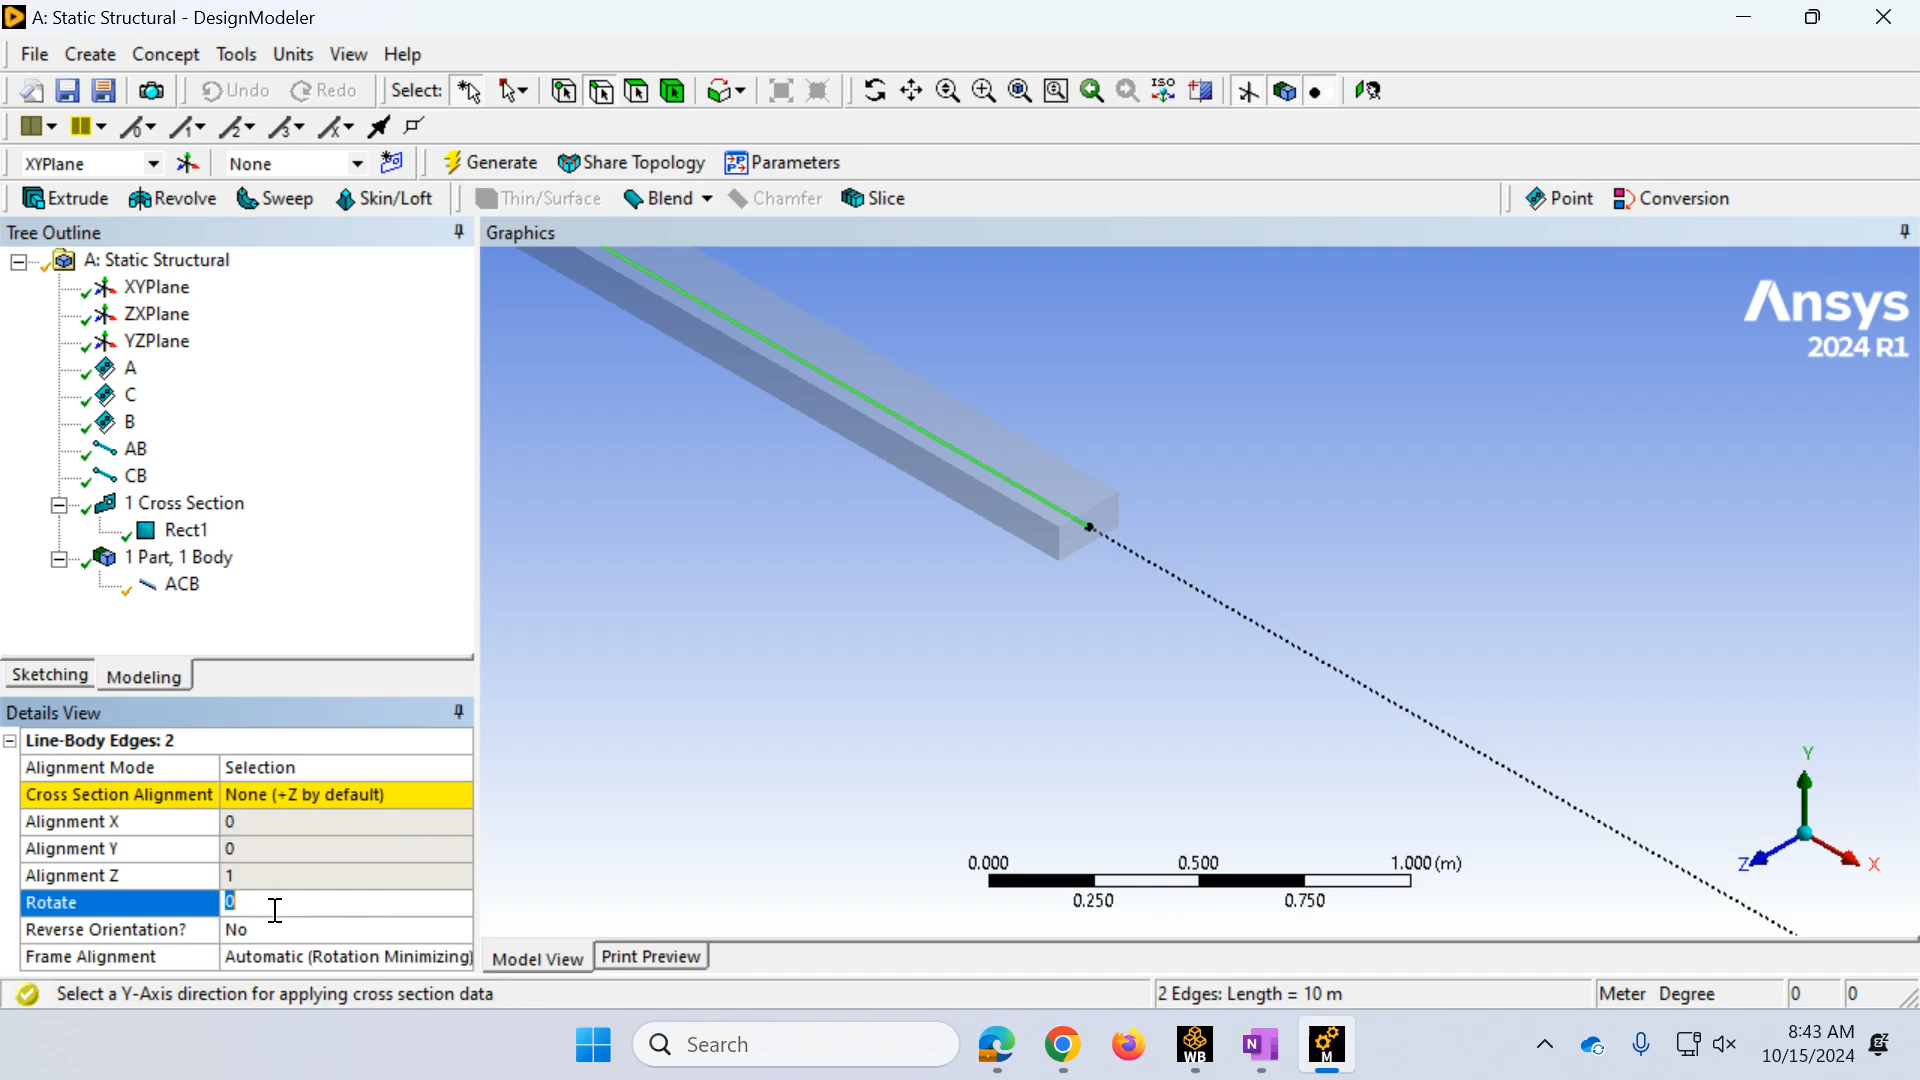 A: Static Structural - DesignModeler
File Create Concept Tools Units View Help
Undo Redo Select: ISO
XYPlane None Generate Share Topology Parameters
Extrude Revolve Sweep Skin/Loft Thin/Surface Blend Chamfer Slice Point Conversion
Tree Outline
A: Static Structural
XYPlane
ZXPlane
YZPlane
A
C
B
AB
CB
1 Cross Section
Rect1
1 Part, 1 Body
ACB
Sketching Modeling
Details View
Line-Body Edges: 2
Alignment Mode Selection
Cross Section Alignment None (+Z by default)
Alignment X 0
Alignment Y 0
Alignment Z 1
Rotate 0
Reverse Orientation? No
Frame Alignment Automatic (Rotation Minimizing)
Graphics
Ansys
2024 R1
Y
Z X
0.000 0.500 1.000 (m)
0.250 0.750
Model View Print Preview
Select a Y-Axis direction for applying cross section data 2 Edges: Length = 10 m Meter Degree 0 0
Search
WB N M
8:43 AM
10/15/2024